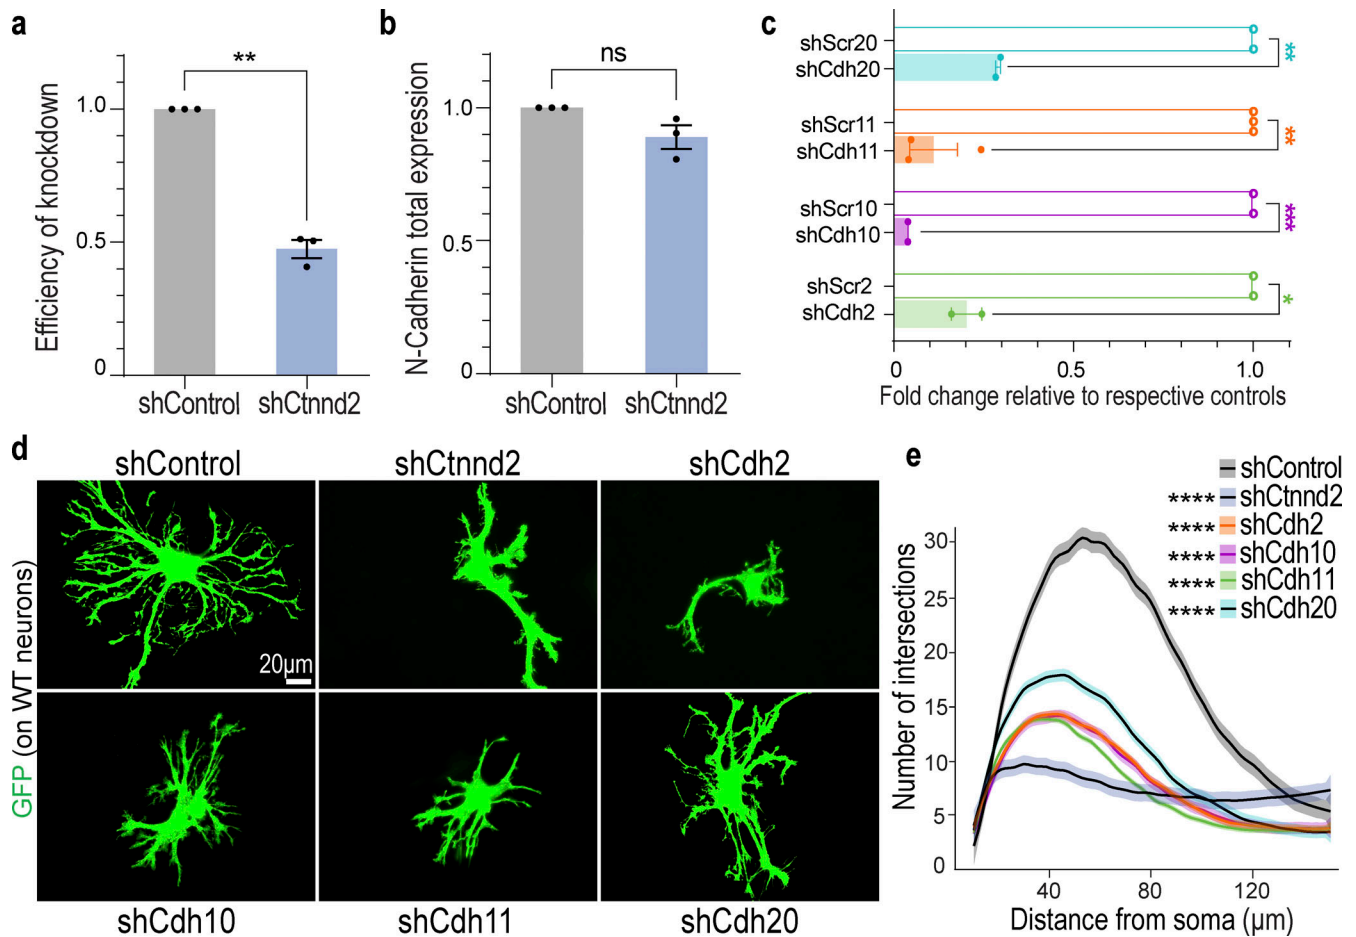 a
**
Efficiency of knockdown
1.0
0.5
0
shControl
shCtnnd2
b
ns
N-Cadherin total expression
1.0
0.5
0
shControl
shCtnnd2
c
shScr20
shCdh20
**
shScr11
shCdh11
**
shScr10
shCdh10
***
shScr2
shCdh2
*
0
0.5
1.0
Fold change relative to respective controls
d
shControl
shCtnnd2
shCdh2
GFP (on WT neurons)
20µm
shCdh10
shCdh11
shCdh20
e
shControl
**** shCtnnd2
**** shCdh2
**** shCdh10
**** shCdh11
**** shCdh20
Number of intersections
30
25
20
15
10
5
0
40
80
120
Distance from soma (µm)